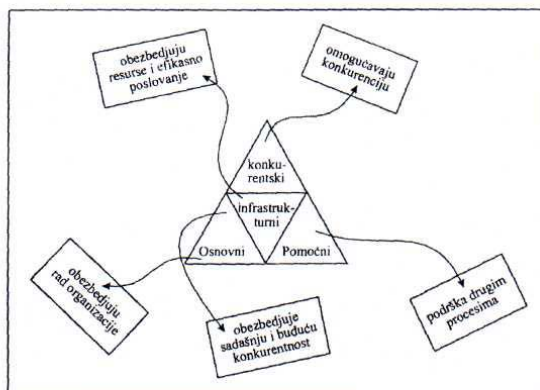 obezbedjuju
resurse i efikasno
poslovanje
omogućavaju
konkurenciju
konku-
rentski
infrastruk-
turni
Osnovni
Pomoćni
obezbedjuju
rad organizacije
obezbedjuje
sadašnju i buduću
konkurentnost
podrška drugim
procesima